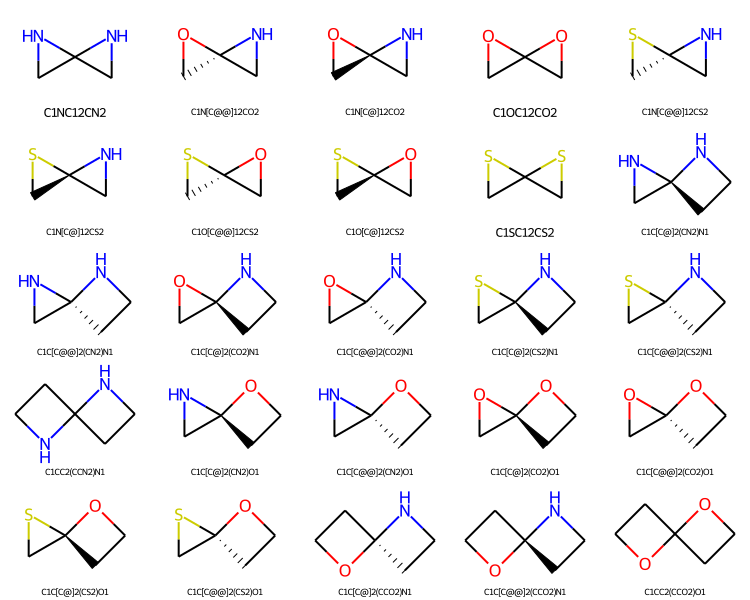 HN NH O NH O NH O O S NH
C1NC12CN2 C1N[C@@]12CO2 C1N[C@]12CO2 C1OC12CO2 C1N[C@@]12CS2
S NH S O S O S S HN H N
C1N[C@]12CS2 C1O[C@@]12CS2 C1O[C@]12CS2 C1SC12CS2 C1C[C@]2(CN2)N1
HN H N O H N O H N S H N S H N
C1C[C@@]2(CN2)N1 C1C[C@]2(CO2)N1 C1C[C@@]2(CO2)N1 C1C[C@]2(CS2)N1 C1C[C@@]2(CS2)N1
H N N H HN O HN O O O O O
C1CC2(CCN2)N1 C1C[C@]2(CN2)O1 C1C[C@@]2(CN2)O1 C1C[C@]2(CO2)O1 C1C[C@@]2(CO2)O1
S O S O H N O H N O O O
C1C[C@]2(CS2)O1 C1C[C@@]2(CS2)O1 C1C[C@]2(CCO2)N1 C1C[C@@]2(CCO2)N1 C1CC2(CCO2)O1